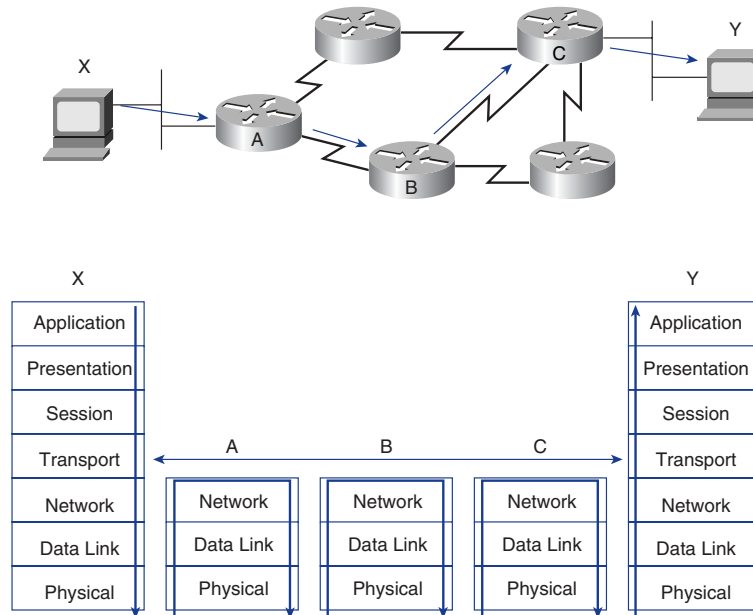 X
Y
C
A
B
X
Y
Application
Application
Presentation
Presentation
Session
Session
A
B
C
Transport
Transport
Network
Network
Network
Network
Network
Data Link
Data Link
Data Link
Data Link
Data Link
Physical
Physical
Physical
Physical
Physical